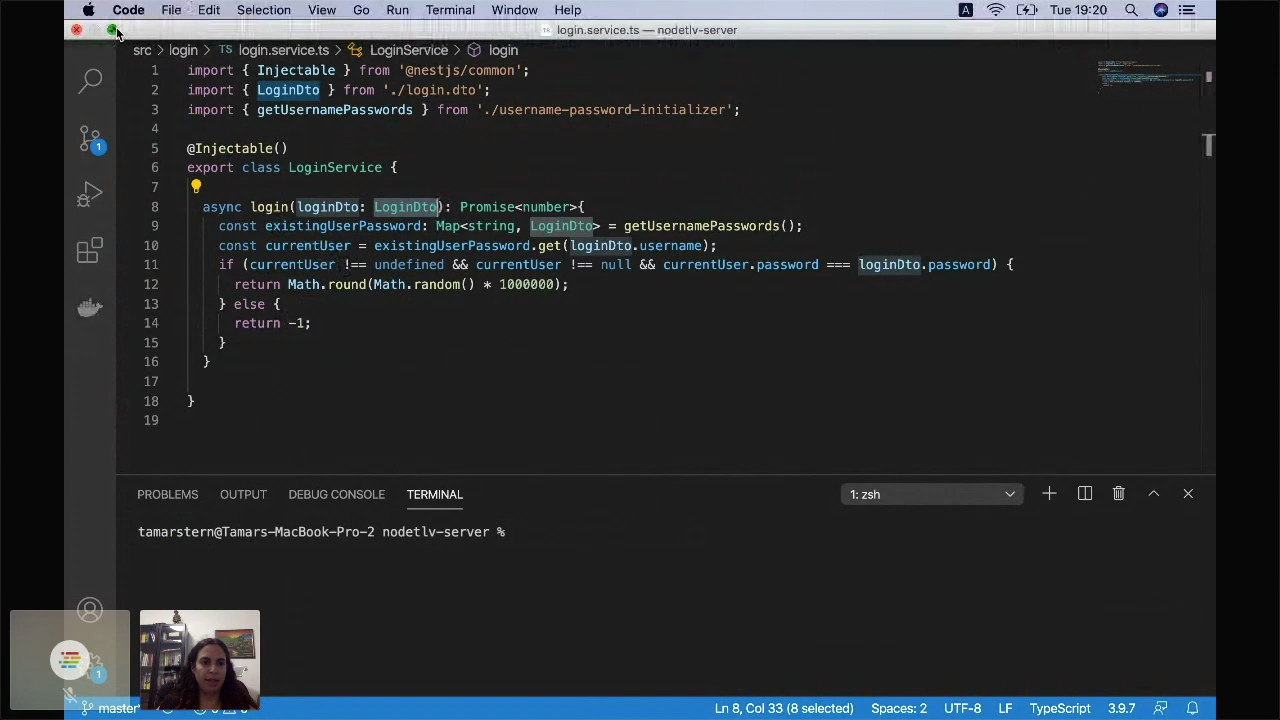 Code File Edit Selection View Go Run Terminal Window Help A Tue 19:20
login.service.ts — nodetlv-server
src > login > TS login.service.ts > LoginService > login
1 import { Injectable } from '@nestjs/common';
2 import { LoginDto } from './login.dto';
3 import { getUsernamePasswords } from './username-password-initializer';
4
5 @Injectable()
6 export class LoginService {
7
8 async login(loginDto: LoginDto): Promise<number>{
9 const existingUserPassword: Map<string, LoginDto> = getUsernamePasswords();
10 const currentUser = existingUserPassword.get(loginDto.username);
11 if (currentUser !== undefined && currentUser !== null && currentUser.password === loginDto.password) {
12 return Math.round(Math.random() * 1000000);
13 } else {
14 return -1;
15 }
16 }
17
18 }
19
1
PROBLEMS OUTPUT DEBUG CONSOLE TERMINAL 1: zsh
tamarstern@Tamars-MacBook-Pro-2 nodetlv-server %
1
master Ln 8, Col 33 (8 selected) Spaces: 2 UTF-8 LF TypeScript 3.9.7